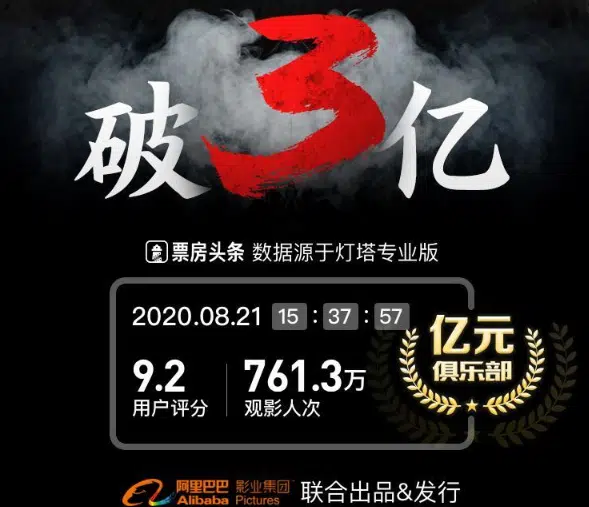 破3亿
票房头条 数据源于灯塔专业版
2020.08.21 15:37:57
亿元
俱乐部
9.2 761.3万
用户评分 观影人次
阿里巴巴 影业集团 联合出品&发行
Alibaba Pictures